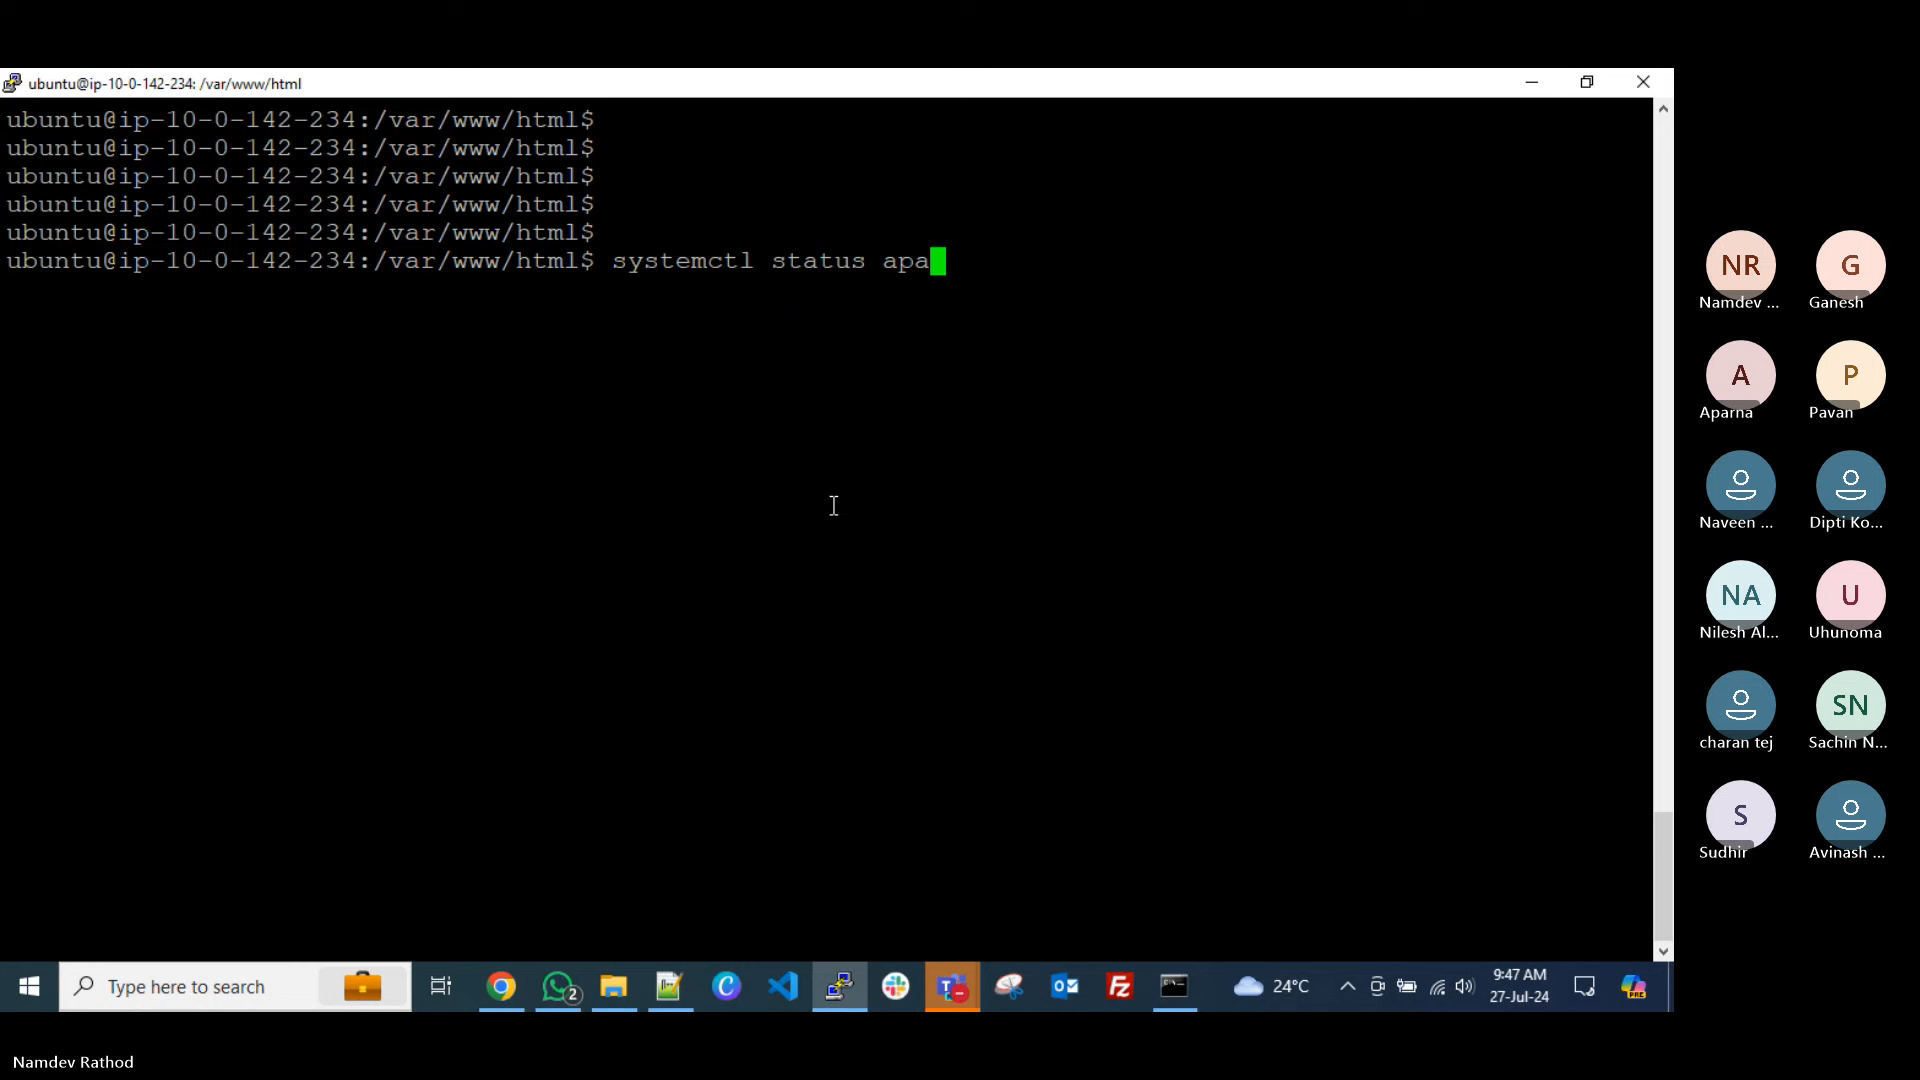 ubuntu@ip-10-0-142-234: /var/www/html
ubuntu@ip-10-0-142-234:/var/www/html$
ubuntu@ip-10-0-142-234:/var/www/html$
ubuntu@ip-10-0-142-234:/var/www/html$
ubuntu@ip-10-0-142-234:/var/www/html$
ubuntu@ip-10-0-142-234:/var/www/html$
ubuntu@ip-10-0-142-234:/var/www/html$ systemctl status apa
NR G
Namdev ... Ganesh
A P
Aparna Pavan
Naveen ... Dipti Ko...
NA U
Nilesh Al... Uhunoma
SN
charan tej Sachin N...
S
Sudhir Avinash ...
Type here to search
2
24°C
9:47 AM
27-Jul-24
PRE
Namdev Rathod